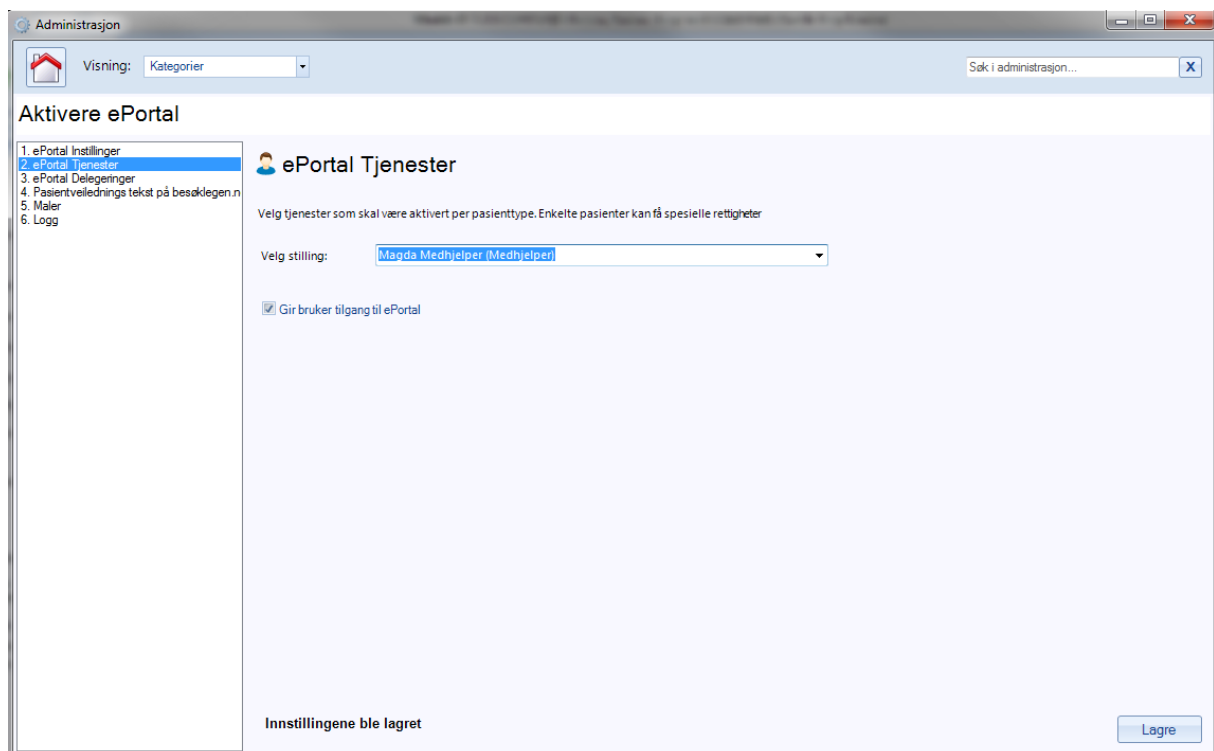 Administrasjon
Visning: Kategorier
Søk i administrasjon...
X
Aktivere ePortal
1. ePortal Instillinger
2. ePortal Tjenester
3. ePortal Delegeringer
4. Pasientveilednings tekst på besøklegen.n
5. Maler
6. Logg
ePortal Tjenester
Velg tjenester som skal være aktivert per pasienttype. Enkelte pasienter kan få spesielle rettigheter
Velg stilling: Magda Medhjelper (Medhjelper)
Gir bruker tilgang til ePortal
Innstillingene ble lagret
Lagre